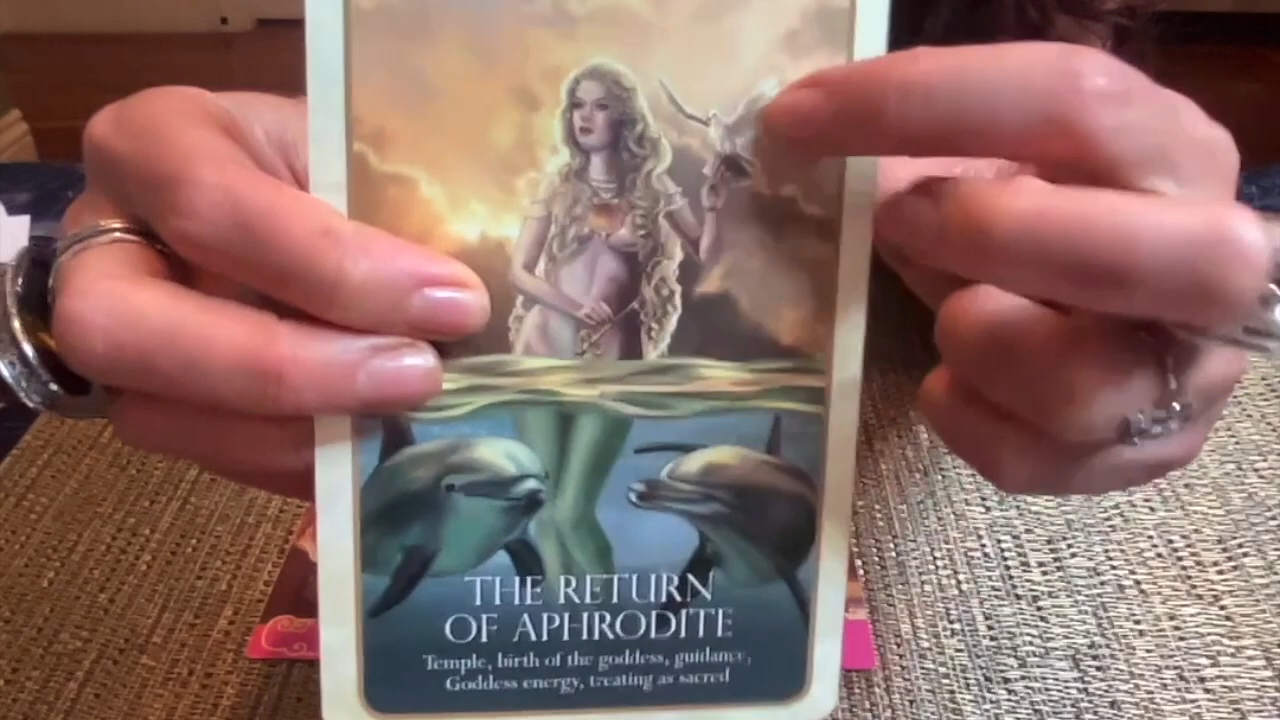 THE RETURN
OF APHRODITE
Temple, birth of the goddess, guidance,
Goddess energy, treating as sacred